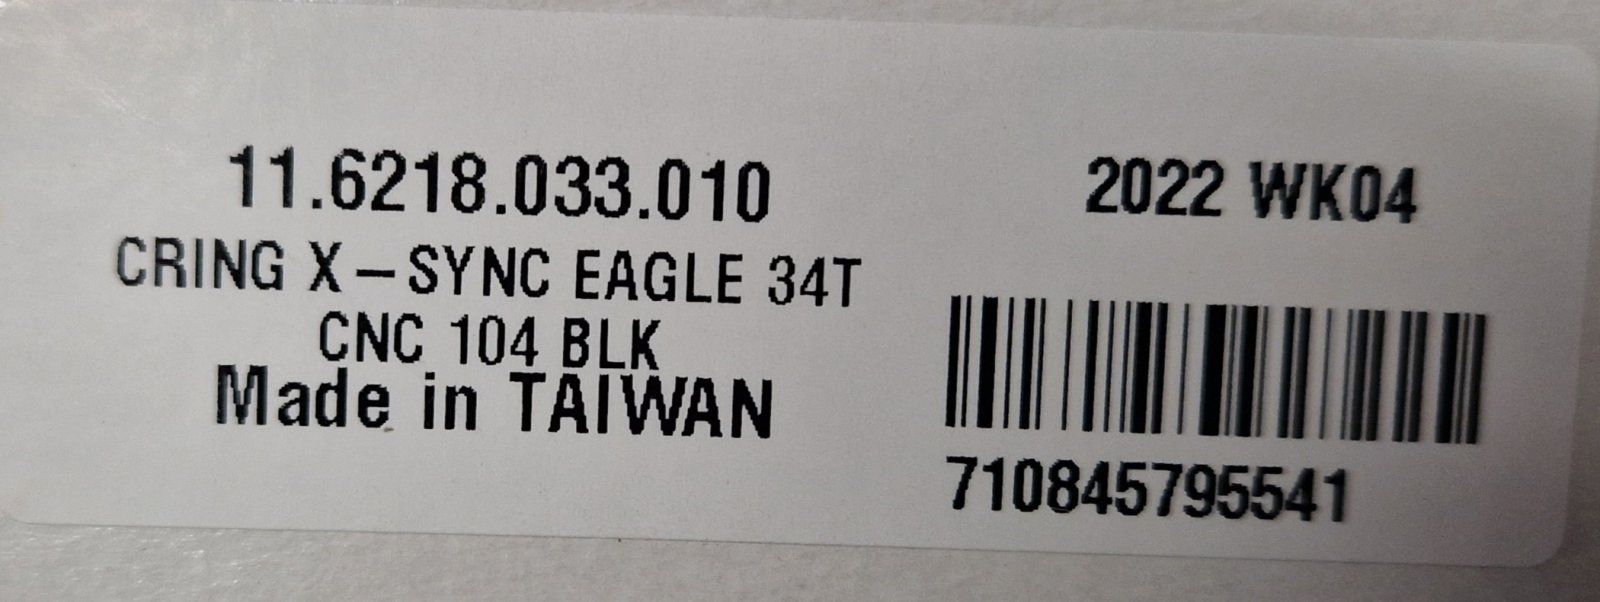 11.6218.033.010
CRING X-SYNC EAGLE 34T
CNC 104 BLK
Made in TAIWAN
2022 WK04
710845795541